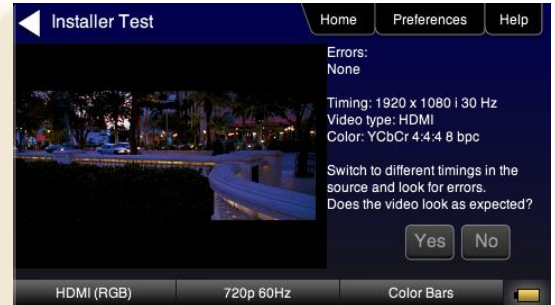 Installer Test
Home
Preferences
Help
Errors:
None
Timing: 1920 x 1080 i 30 Hz
Video type: HDMI
Color: YCbCr 4:4:4 8 bpc
Switch to different timings in the
source and look for errors.
Does the video look as expected?
Yes
No
HDMI (RGB)
720p 60Hz
Color Bars